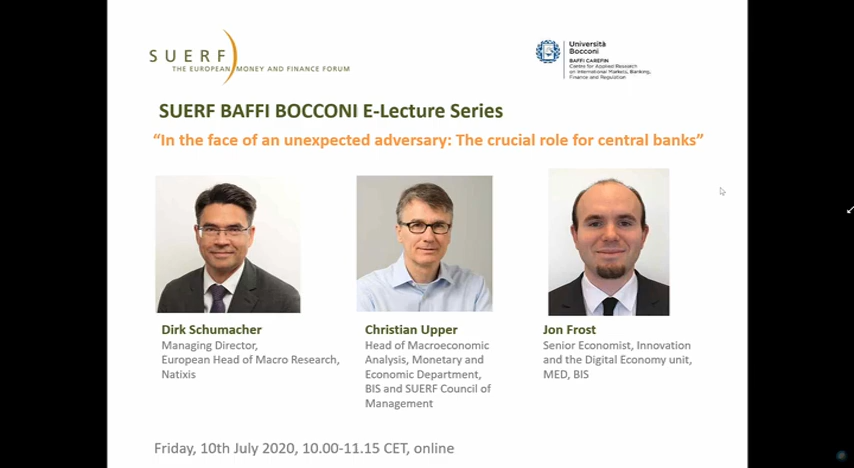 SUERF
THE EUROPEAN MONEY AND FINANCE FORUM
Università
Bocconi
BAFFI CAREFIN
Centre for Applied Research
on International Markets, Banking,
Finance and Regulation
SUERF BAFFI BOCCONI E-Lecture Series
“In the face of an unexpected adversary: The crucial role for central banks”
Dirk Schumacher
Managing Director,
European Head of Macro Research,
Natixis
Christian Upper
Head of Macroeconomic
Analysis, Monetary and
Economic Department,
BIS and SUERF Council of
Management
Jon Frost
Senior Economist, Innovation
and the Digital Economy unit,
MED, BIS
Friday, 10th July 2020, 10.00-11.15 CET, online